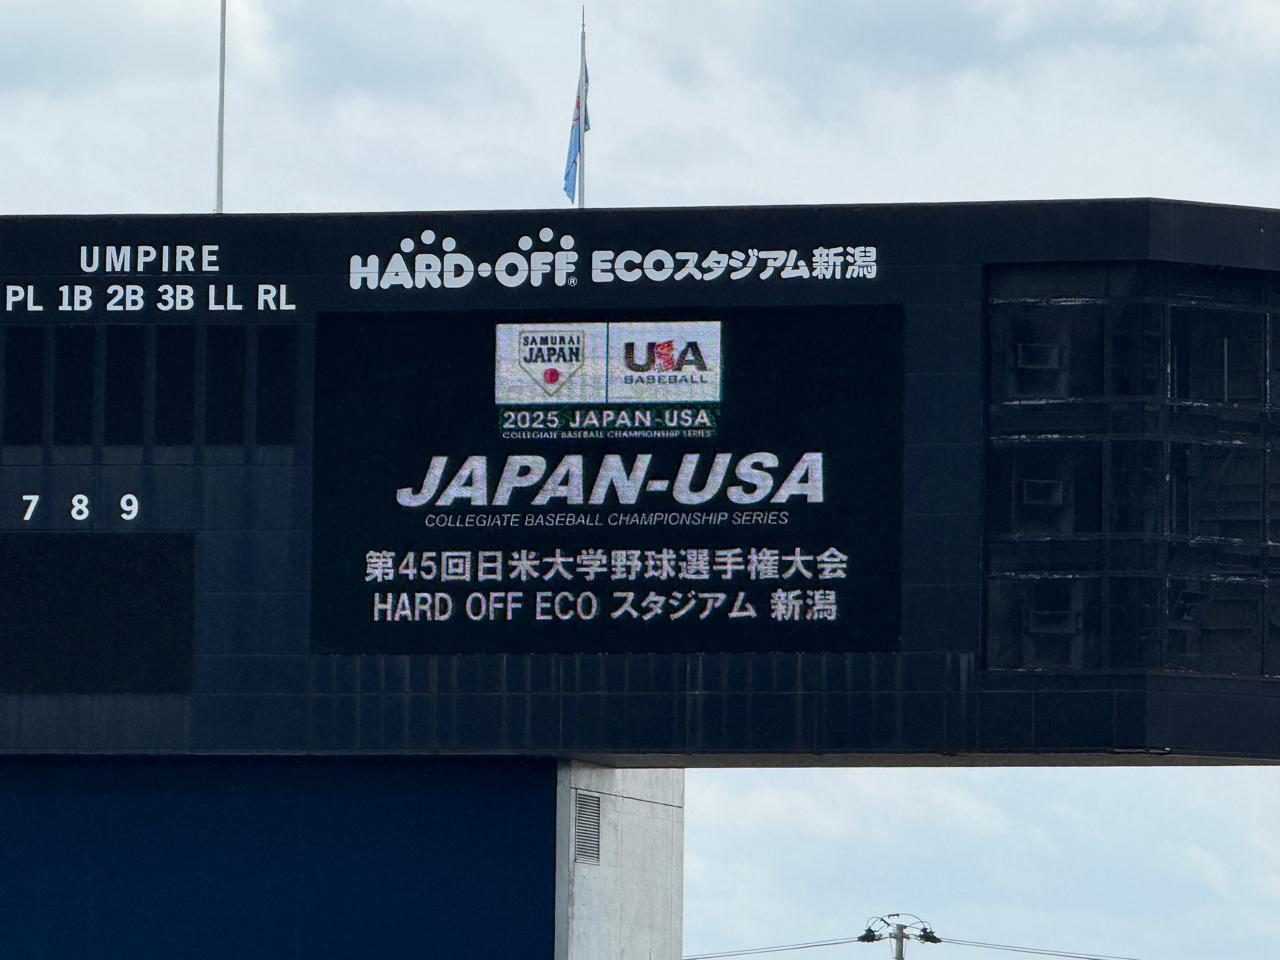 UMPIRE
PL 1B 2B 3B LL RL
HARD・OFF® ECOスタジアム新潟
SAMURAI
JAPAN
USA
BASEBALL
2025 JAPAN-USA
COLLEGIATE BASEBALL CHAMPIONSHIP SERIES
JAPAN-USA
COLLEGIATE BASEBALL CHAMPIONSHIP SERIES
7 8 9
第45回日米大学野球選手権大会
HARD OFF ECO スタジアム 新潟